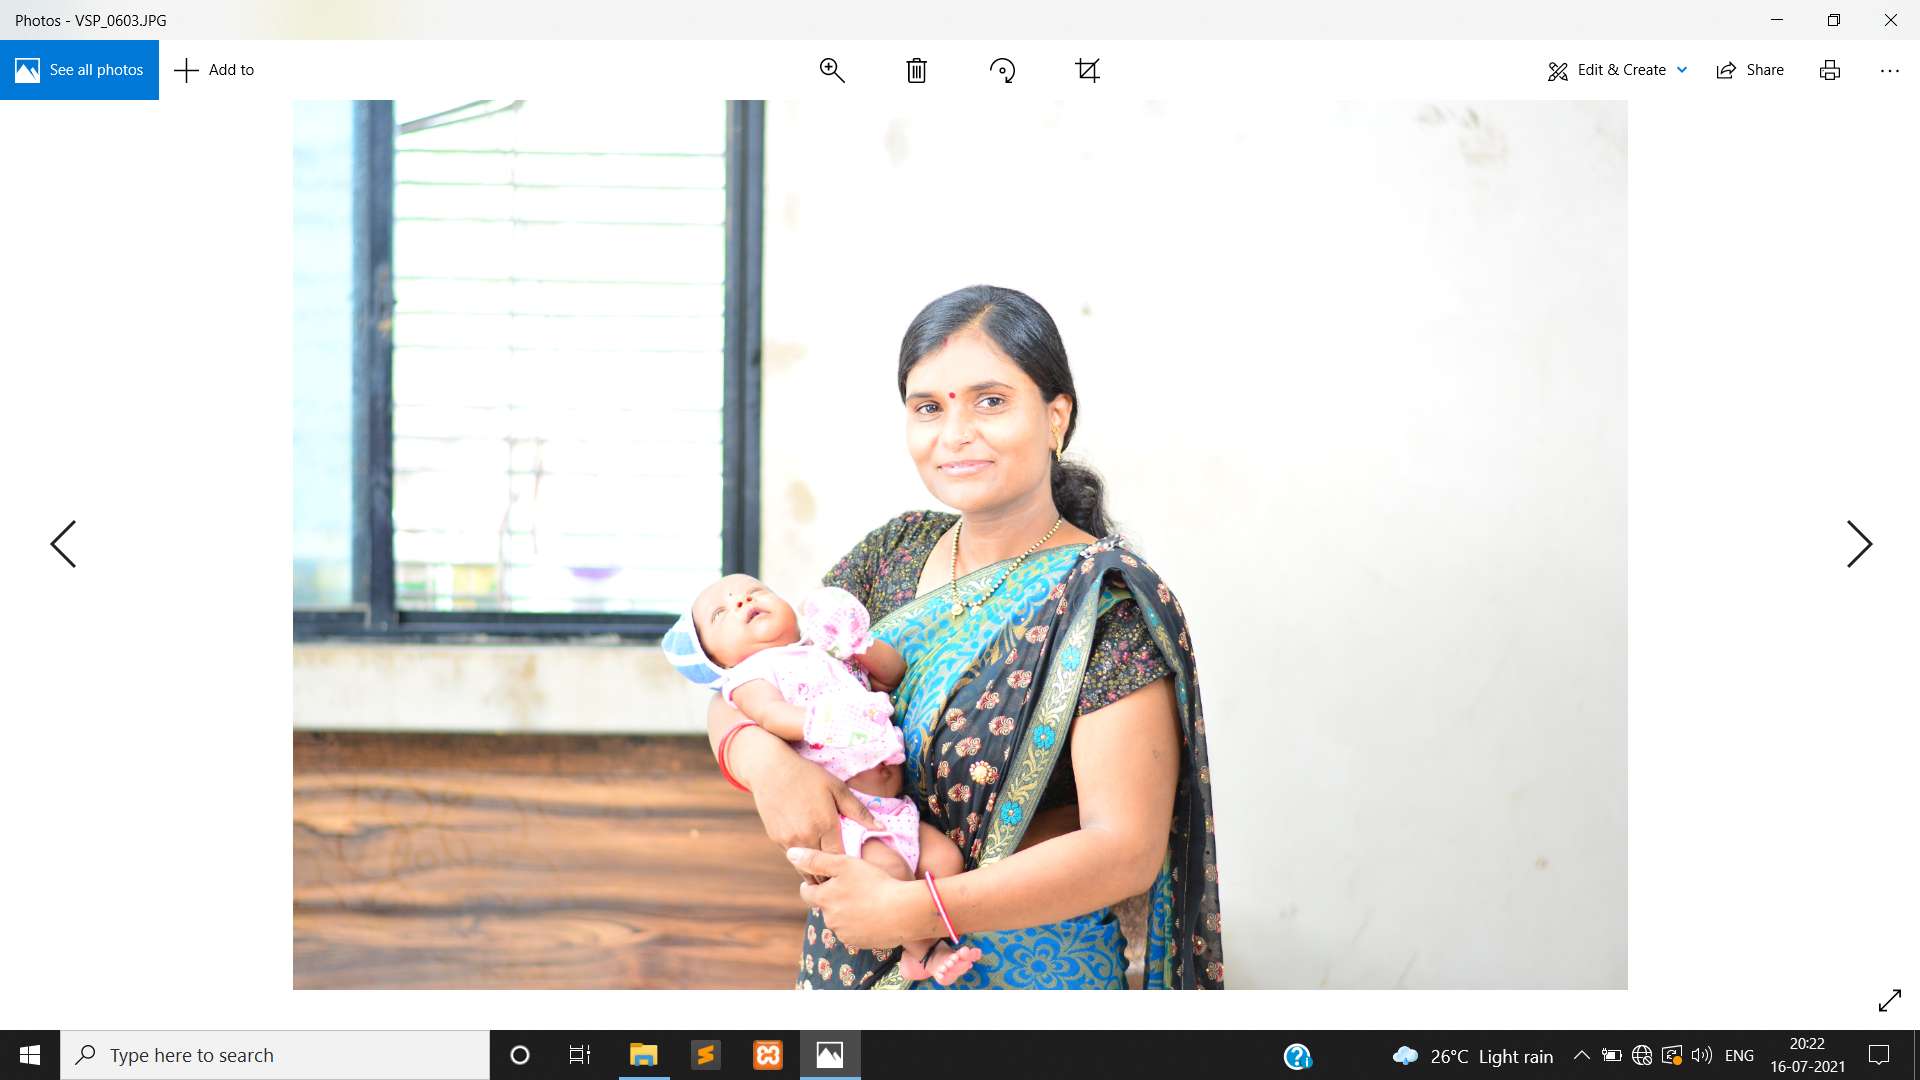 Photos - VSP_0603.JPG
See all photos
Add to
Edit & Create
Share
Type here to search
26°C Light rain
ENG
20:22
16-07-2021